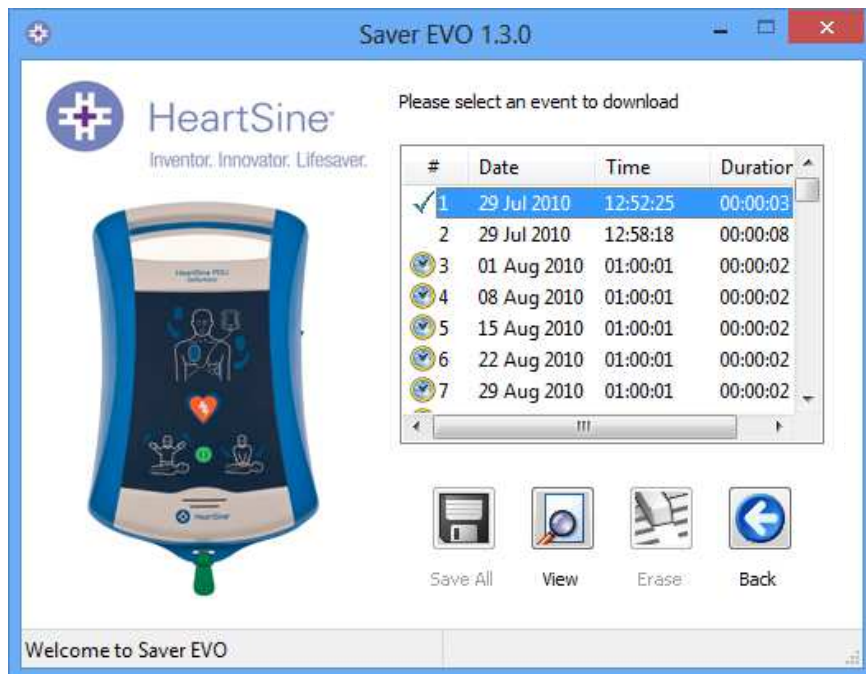 Saver EVO 1.3.0
HeartSine
Inventor. Innovator. Lifesaver.
Please select an event to download
# Date Time Duration
1 29 Jul 2010 12:52:25 00:00:03
2 29 Jul 2010 12:58:18 00:00:08
3 01 Aug 2010 01:00:01 00:00:02
4 08 Aug 2010 01:00:01 00:00:02
5 15 Aug 2010 01:00:01 00:00:02
6 22 Aug 2010 01:00:01 00:00:02
7 29 Aug 2010 01:00:01 00:00:02
HeartSine
Save All View Erase Back
Welcome to Saver EVO